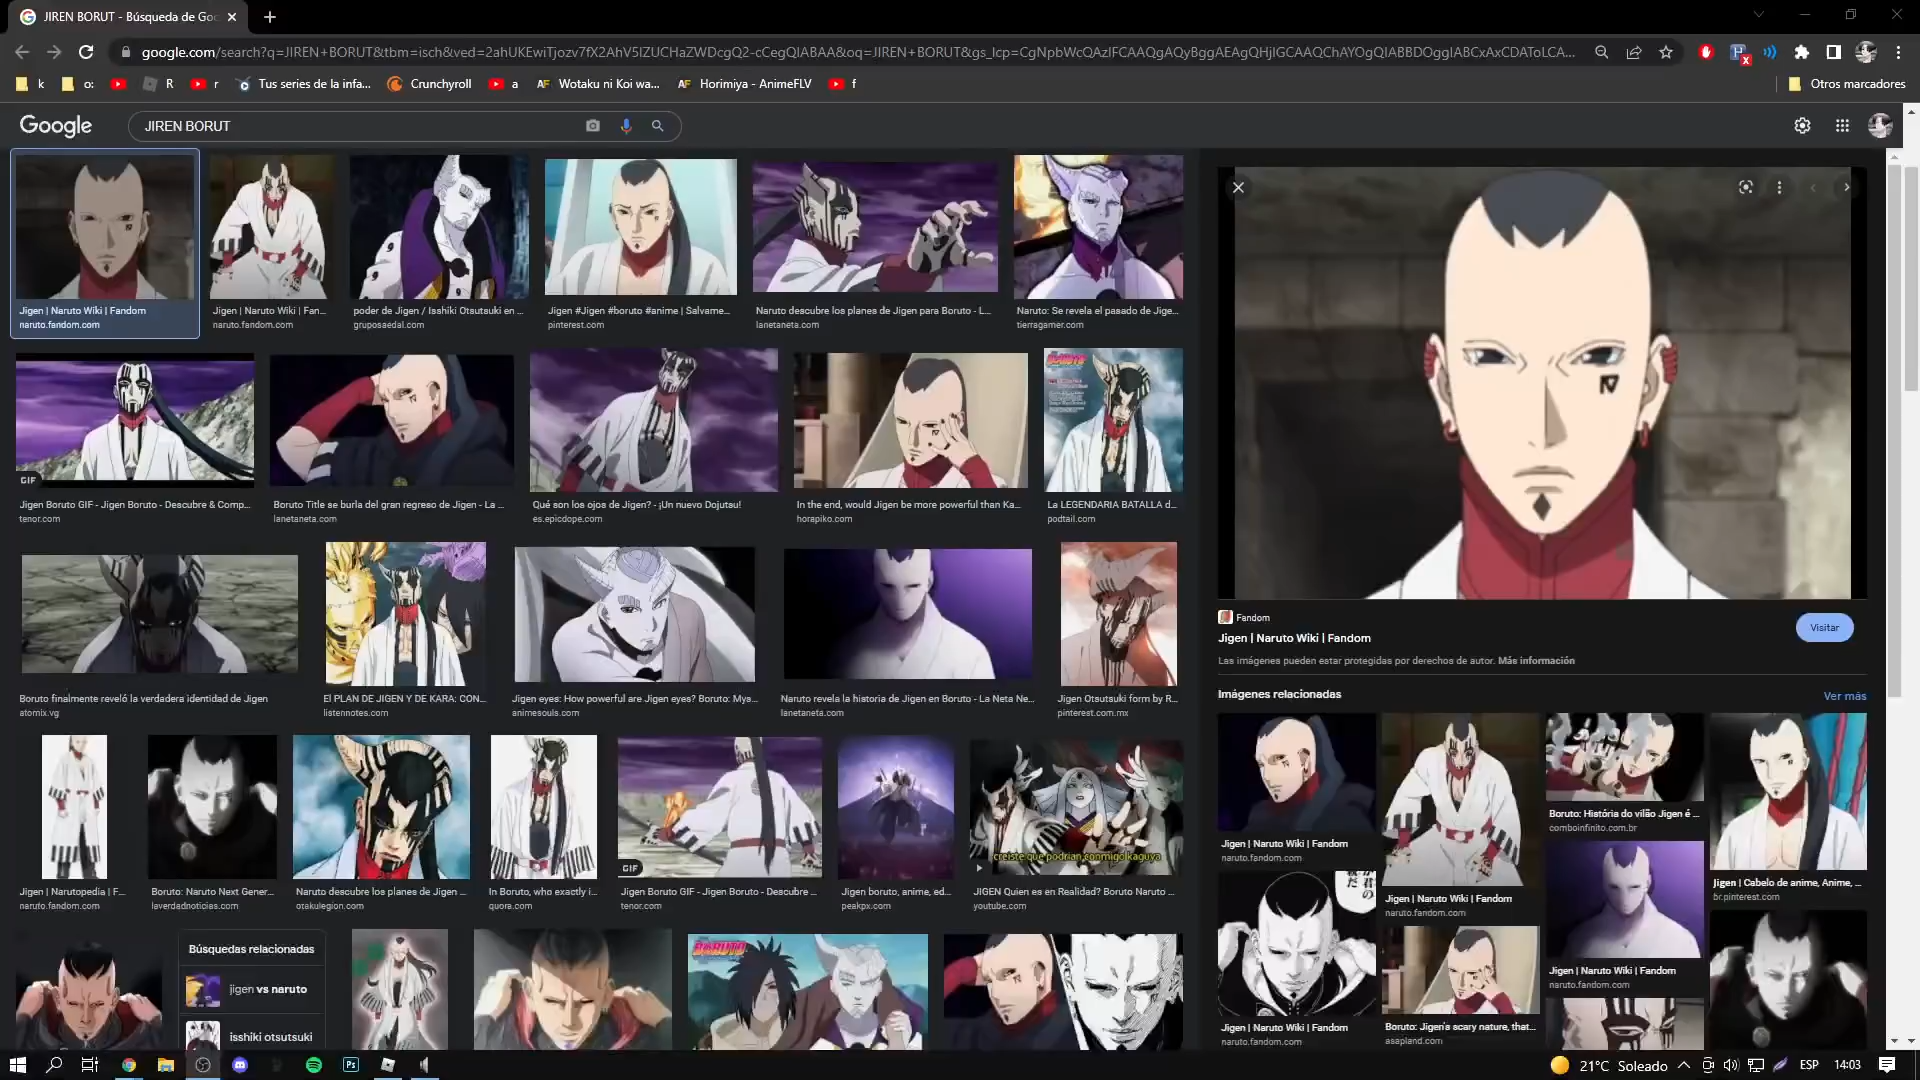 JIREN BORUT - Búsqueda de Goo
google.com/search?q=JIREN+BORUT&tbm=isch&ved=2ahUKEwiTjozv7fX2AhV5IZUCHaZWDcgQ2-cCegQIABAA&oq=JIREN+BORUT&gs_lcp=CgNpbWcQAzIFCAAQgAQyBggAEAgQHjIGCAAQChAYOgQIABBDOggIABCxAxCDAToLCA...
k
o:
R
r
Tus series de la infa...
Crunchyroll
a
Wotaku ni Koi wa...
Horimiya - AnimeFLV
f
Otros marcadores
Google
JIREN BORUT
Jigen | Naruto Wiki | Fandom
naruto.fandom.com
Jigen | Naruto Wiki | Fan...
naruto.fandom.com
poder de Jigen / Isshiki Otsutsuki en ...
gruposaedal.com
Jigen #Jigen #boruto #anime | Salvame...
pinterest.com
Naruto descubre los planes de Jigen para Boruto - L...
lanetaneta.com
Naruto: Se revela el pasado de Jige...
tierragamer.com
GIF
Jigen Boruto GIF - Jigen Boruto - Descubre & Comp...
tenor.com
Boruto Title se burla del gran regreso de Jigen - La ...
lanetaneta.com
Qué son los ojos de Jigen? - ¡Un nuevo Dojutsu!
es.epicdope.com
In the end, would Jigen be more powerful than Ka...
horapiko.com
La LEGENDARIA BATALLA d...
podtail.com
Boruto finalmente reveló la verdadera identidad de Jigen
atomix.vg
El PLAN DE JIGEN Y DE KARA: CON...
listennotes.com
Jigen eyes: How powerful are Jigen eyes? Boruto: Mys...
animesouls.com
Naruto revela la historia de Jigen en Boruto - La Neta Ne...
lanetaneta.com
Jigen Otsutsuki form by R...
pinterest.com.mx
Jigen | Narutopedia | F...
naruto.fandom.com
Boruto: Naruto Next Gener...
laverdadnoticias.com
Naruto descubre los planes de Jigen ...
otakulegion.com
In Boruto, who exactly i...
quora.com
GIF
Jigen Boruto GIF - Jigen Boruto - Descubre ...
tenor.com
Jigen boruto, anime, ed...
peakpx.com
creiste que podrian conmigo kaguya
JIGEN Quien es en Realidad? Boruto Naruto ...
youtube.com
Búsquedas relacionadas
jigen vs naruto
isshiki otsutsuki
BORUTO
Fandom
Jigen | Naruto Wiki | Fandom
Visitar
Las imágenes pueden estar protegidas por derechos de autor. Más información
Imágenes relacionadas
Ver más
Jigen | Naruto Wiki | Fandom
naruto.fandom.com
Jigen | Naruto Wiki | Fandom
naruto.fandom.com
Boruto: História do vilão Jigen é ...
comboinfinito.com.br
Jigen | Cabelo de anime, Anime, ...
br.pinterest.com
Jigen | Naruto Wiki | Fandom
naruto.fandom.com
Boruto: Jigen's scary nature, that...
asapland.com
Jigen | Naruto Wiki | Fandom
naruto.fandom.com
Ps
21°C Soleado
ESP
14:03